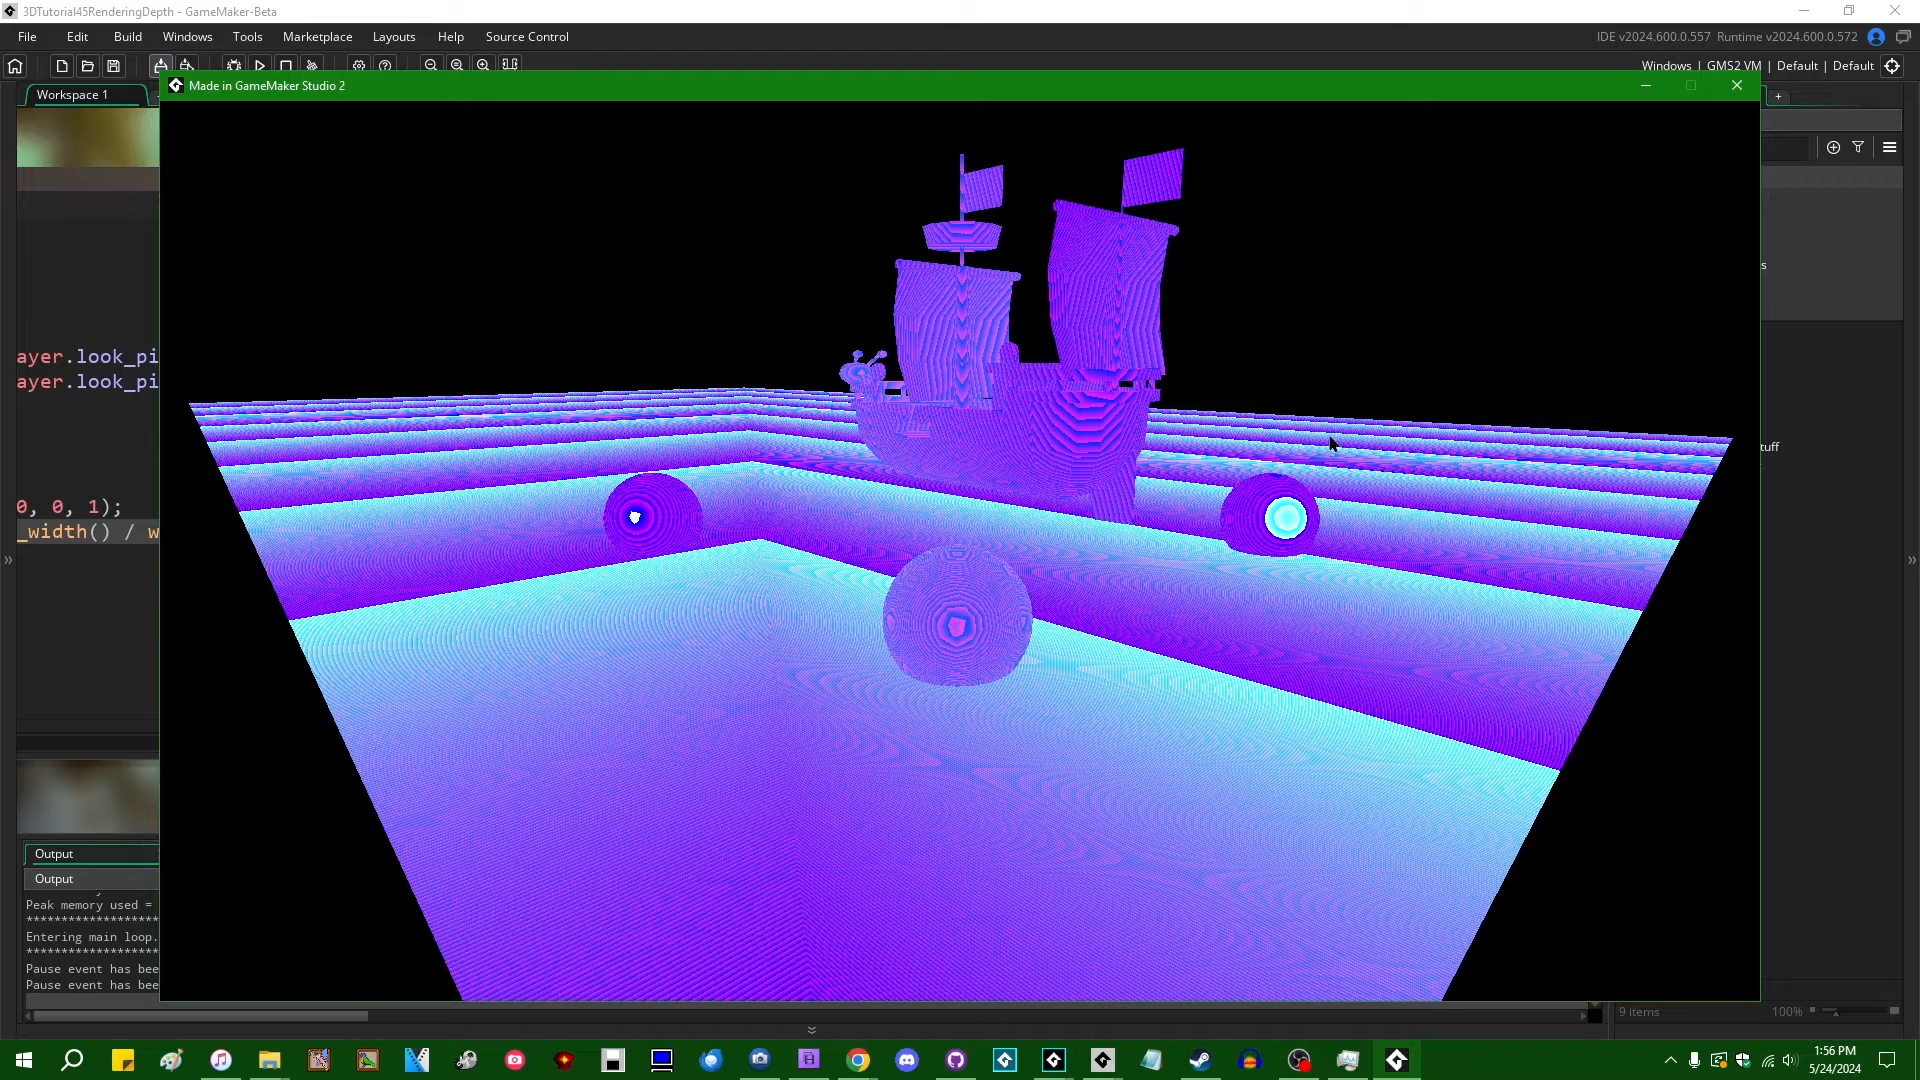 3DTutorial45RenderingDepth - GameMaker-Beta
File Edit Build Windows Tools Marketplace Layouts Help Source Control
IDE v2024.600.0.557 Runtime v2024.600.0.572
Windows | GMS2 VM | Default | Default
Workspace 1
Made in GameMaker Studio 2
+
s
ayer.look_pi
ayer.look_pi
tuff
0, 0, 1);
_width() / w
Output
Output
Peak memory used =
*******************
Entering main loop.
*******************
Pause event has bee
Pause event has bee
9 items 100%
1:56 PM
5/24/2024